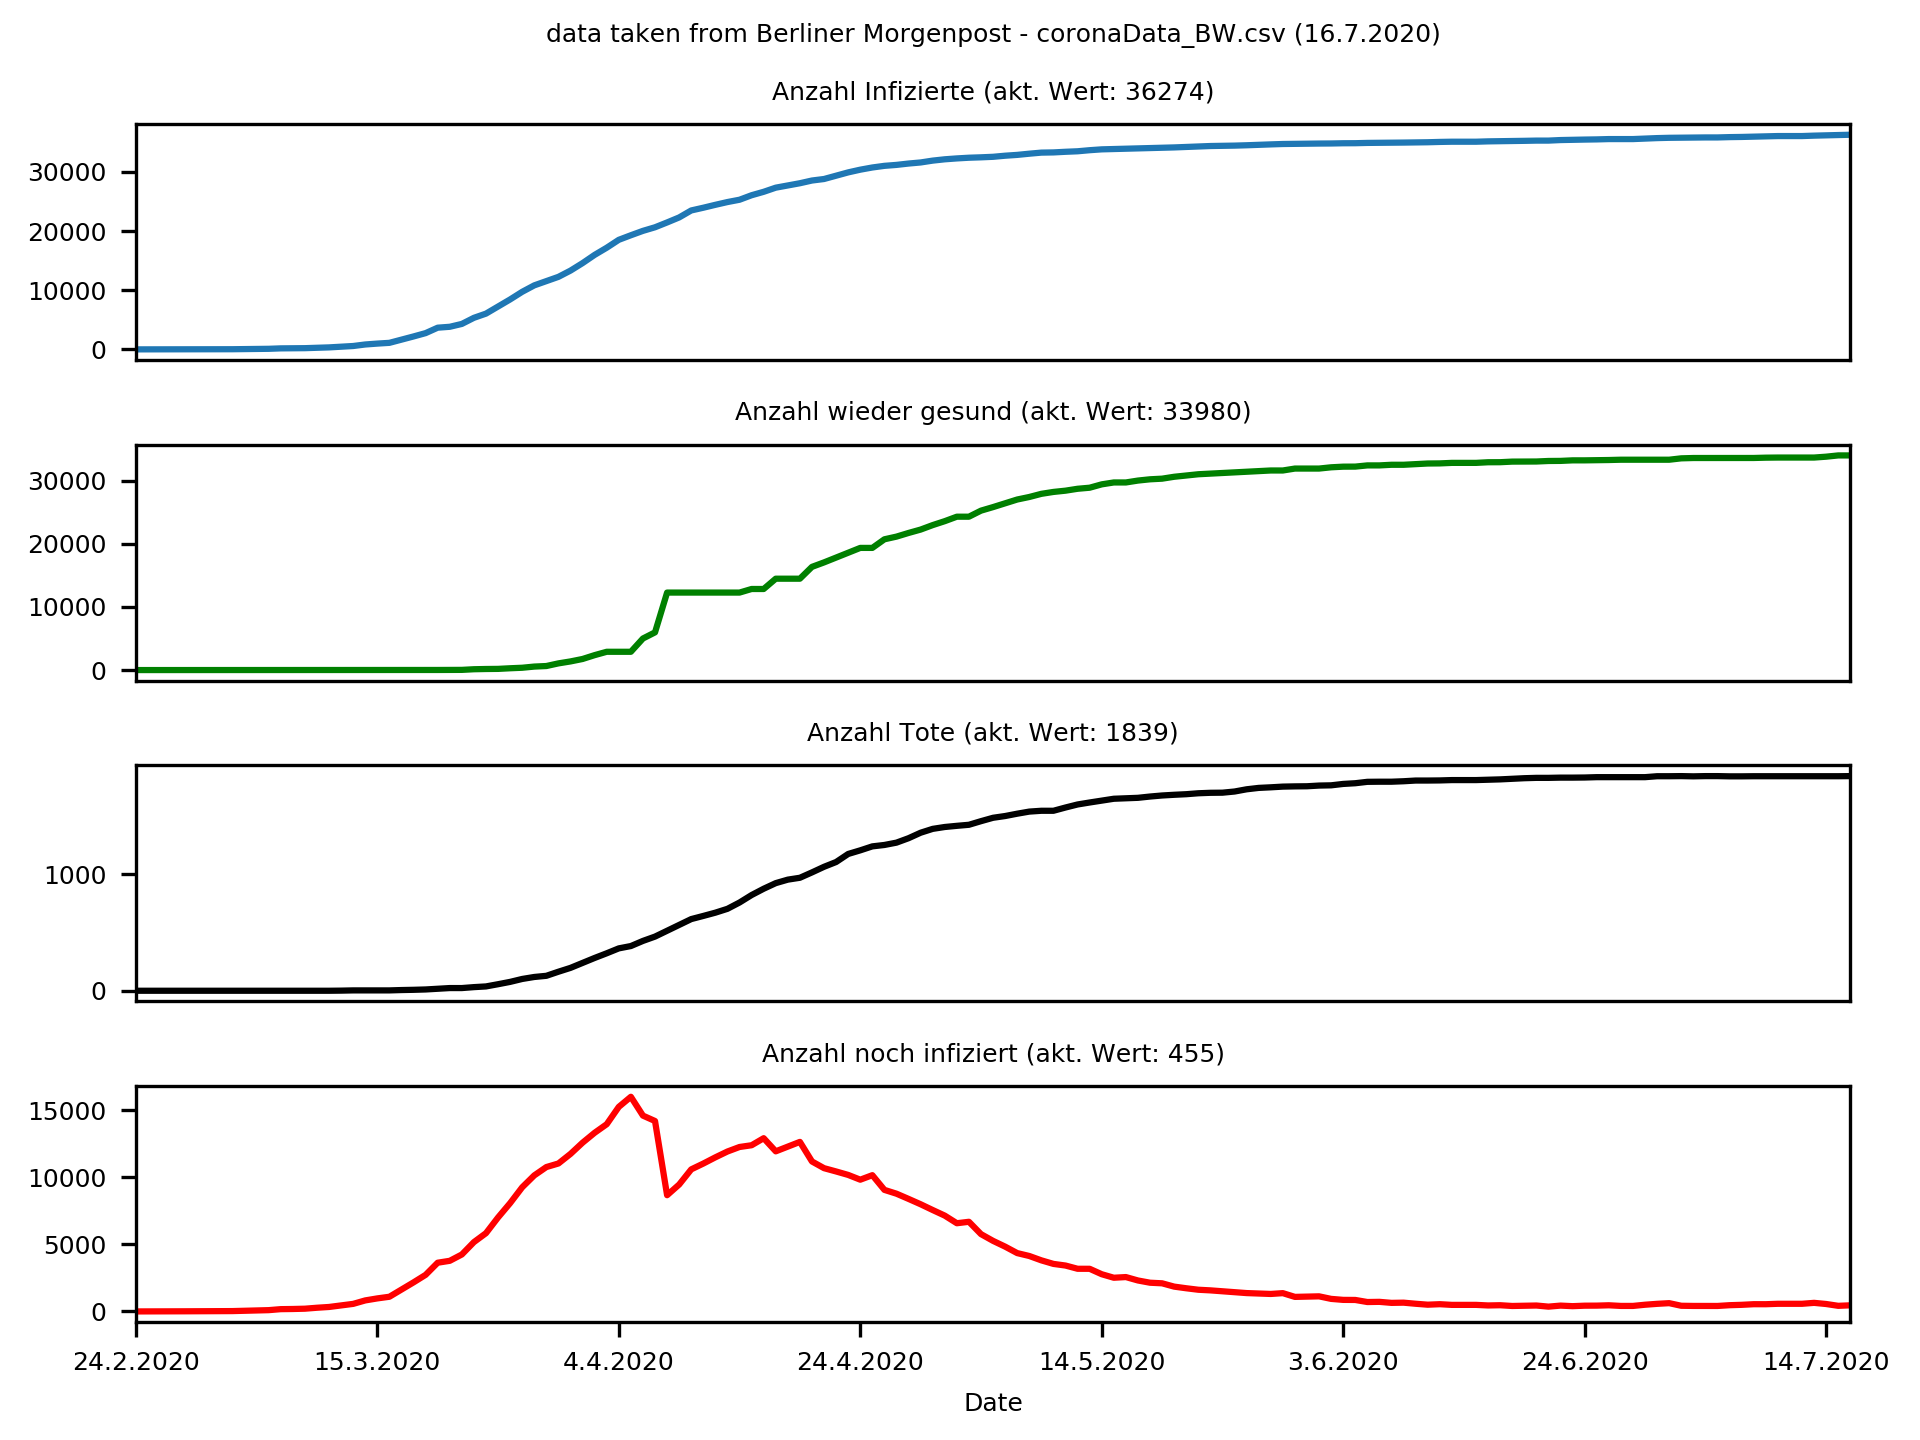 data taken from Berliner Morgenpost - coronaData_BW.csv (16.7.2020)
Anzahl Infizierte (akt. Wert: 36274)
30000
20000
10000
0
Anzahl wieder gesund (akt. Wert: 33980)
30000
20000
10000
0
Anzahl Tote (akt. Wert: 1839)
1000
0
Anzahl noch infiziert (akt. Wert: 455)
15000
10000
5000
0
24.2.2020 15.3.2020 4.4.2020 24.4.2020 14.5.2020 3.6.2020 24.6.2020 14.7.2020
Date